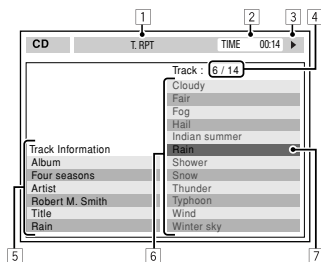 1 2 3 4
CD T. RPT TIME 00:14
Track : 6 / 14
Cloudy
Fair
Fog
Hail
Indian summer
Track Information Rain
Album Shower
Four seasons Snow
Artist Thunder
Robert M. Smith Typhoon
Title Wind
Rain Winter sky
5 6 7